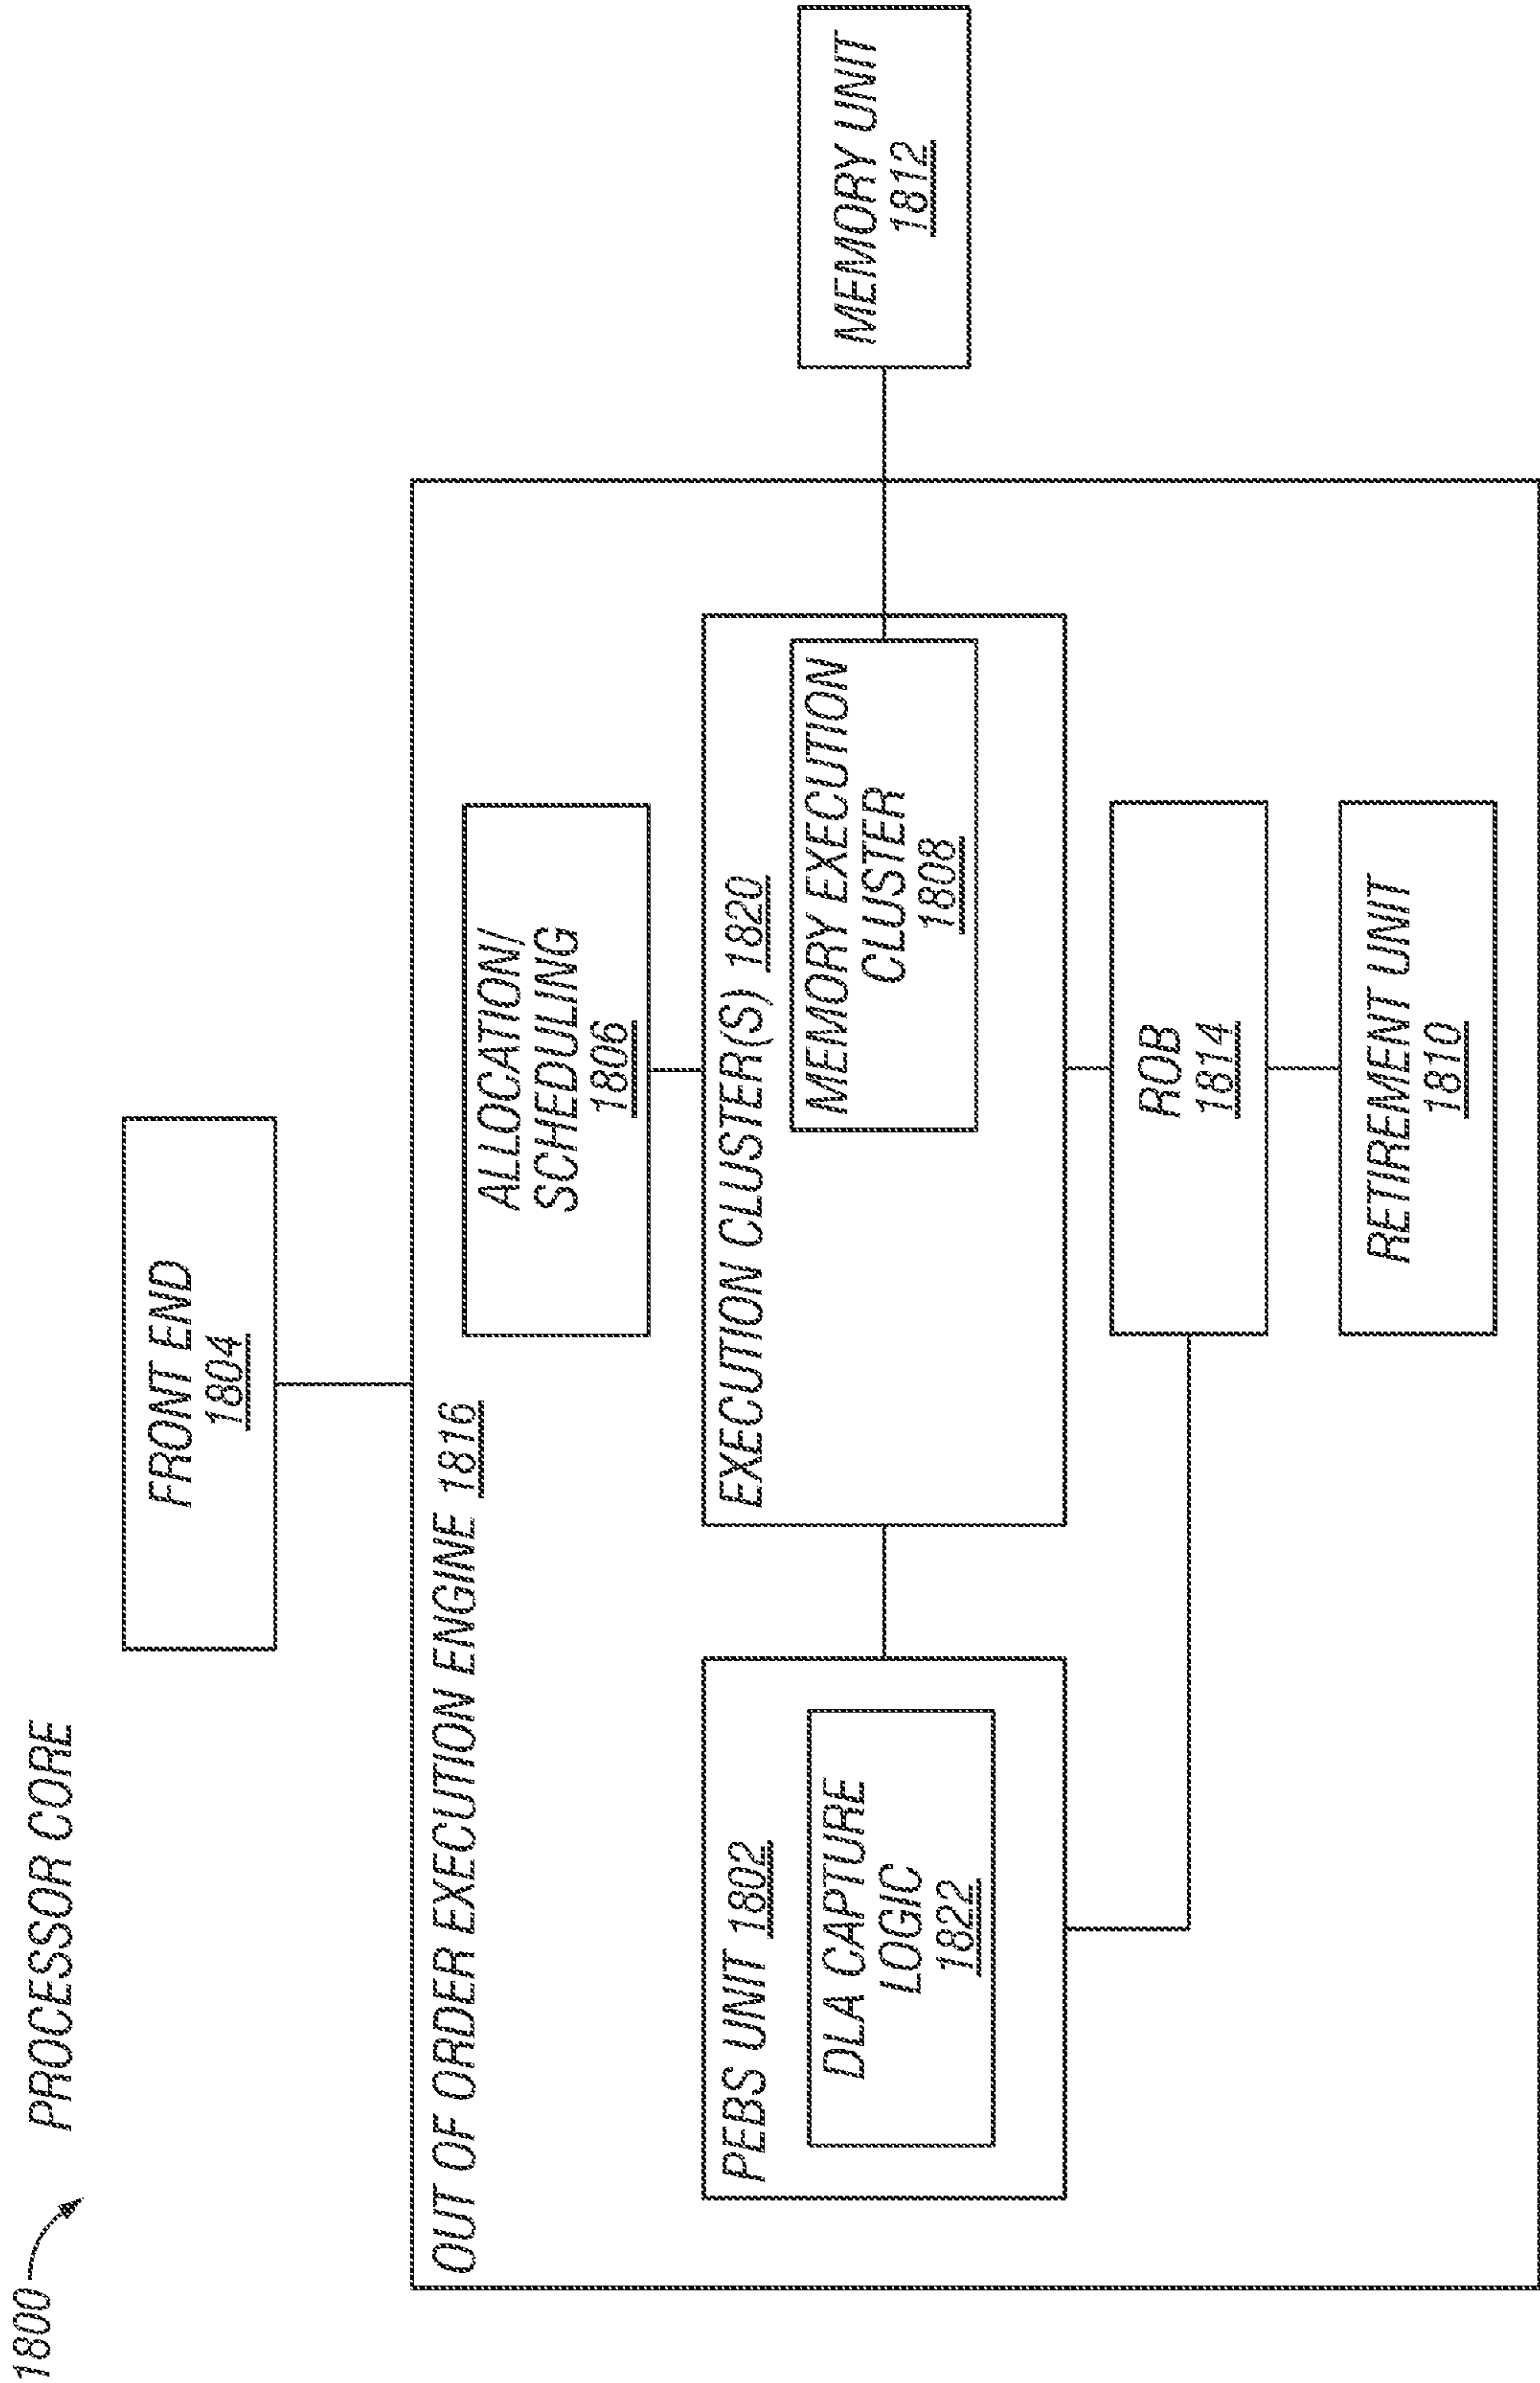 1800
PROCESSOR CORE
FRONT END
1804
OUT OF ORDER EXECUTION ENGINE 1816
ALLOCATION/
SCHEDULING
1806
PEBS UNIT 1802
DLA CAPTURE
LOGIC
1822
EXECUTION CLUSTER(S) 1820
MEMORY EXECUTION
CLUSTER
1808
MEMORY UNIT
1812
ROB
1814
RETIREMENT UNIT
1810